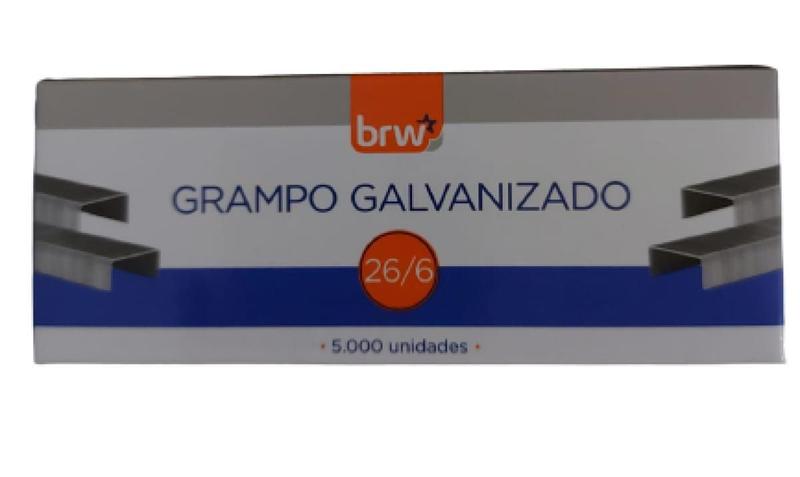 brw
GRAMPO GALVANIZADO
26/6
• 5.000 unidades •